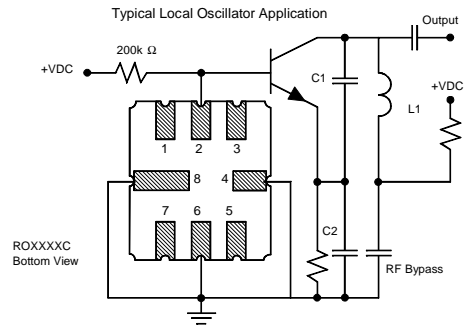 Typical Local Oscillator Application
Output
200k Ω
+VDC
C1
+VDC
L1
1 2 3
8 4
7 6 5
C2
ROXXXXC
Bottom View
RF Bypass